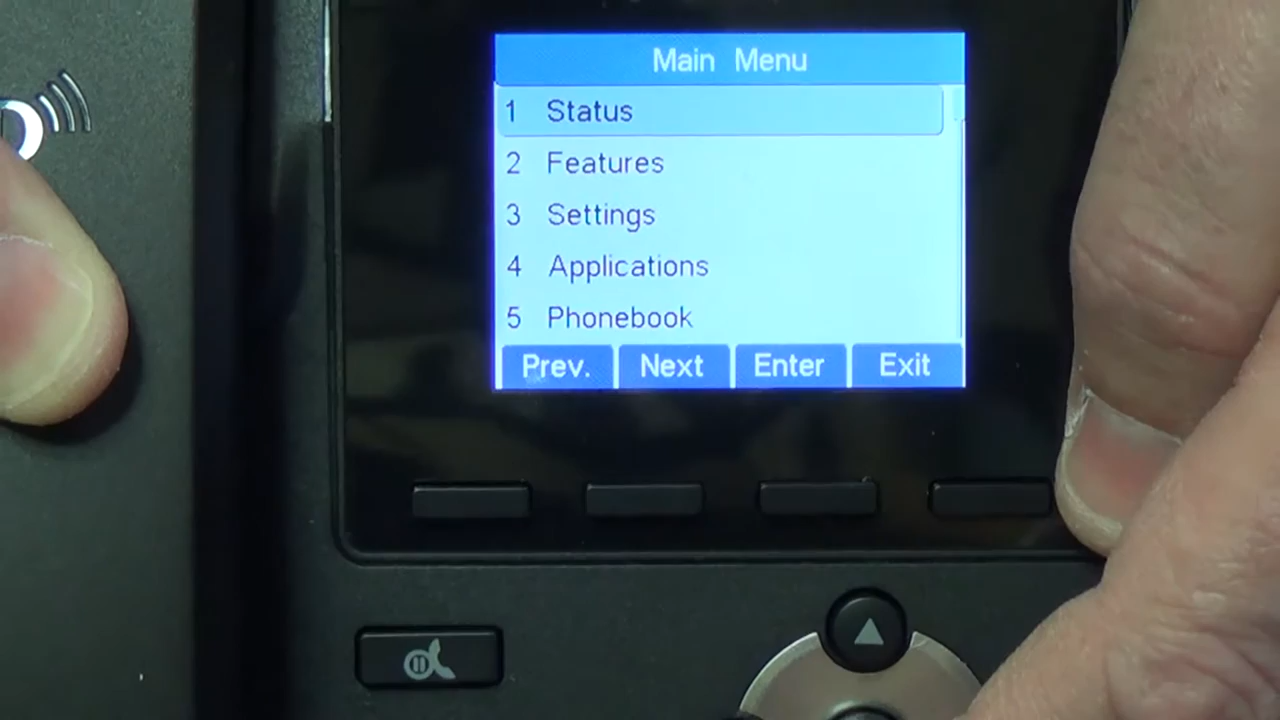 Main Menu
1 Status
2 Features
3 Settings
4 Applications
5 Phonebook
Prev. Next Enter Exit